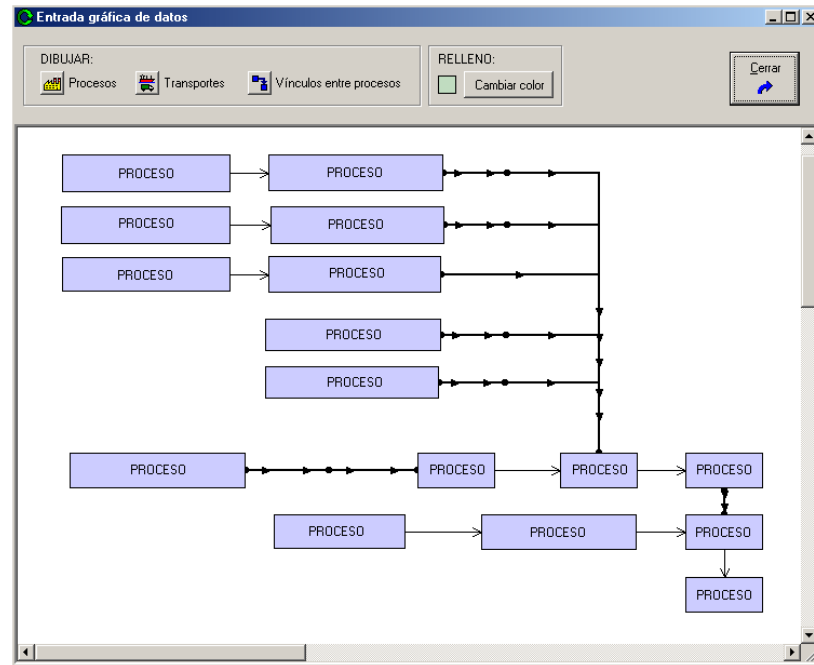 Entrada gráfica de datos
DIBUJAR:
Procesos Transportes Vínculos entre procesos
RELLENO:
Cambiar color
Cerrar
PROCESO PROCESO
PROCESO PROCESO
PROCESO PROCESO
PROCESO
PROCESO
PROCESO PROCESO PROCESO PROCESO
PROCESO PROCESO PROCESO
PROCESO